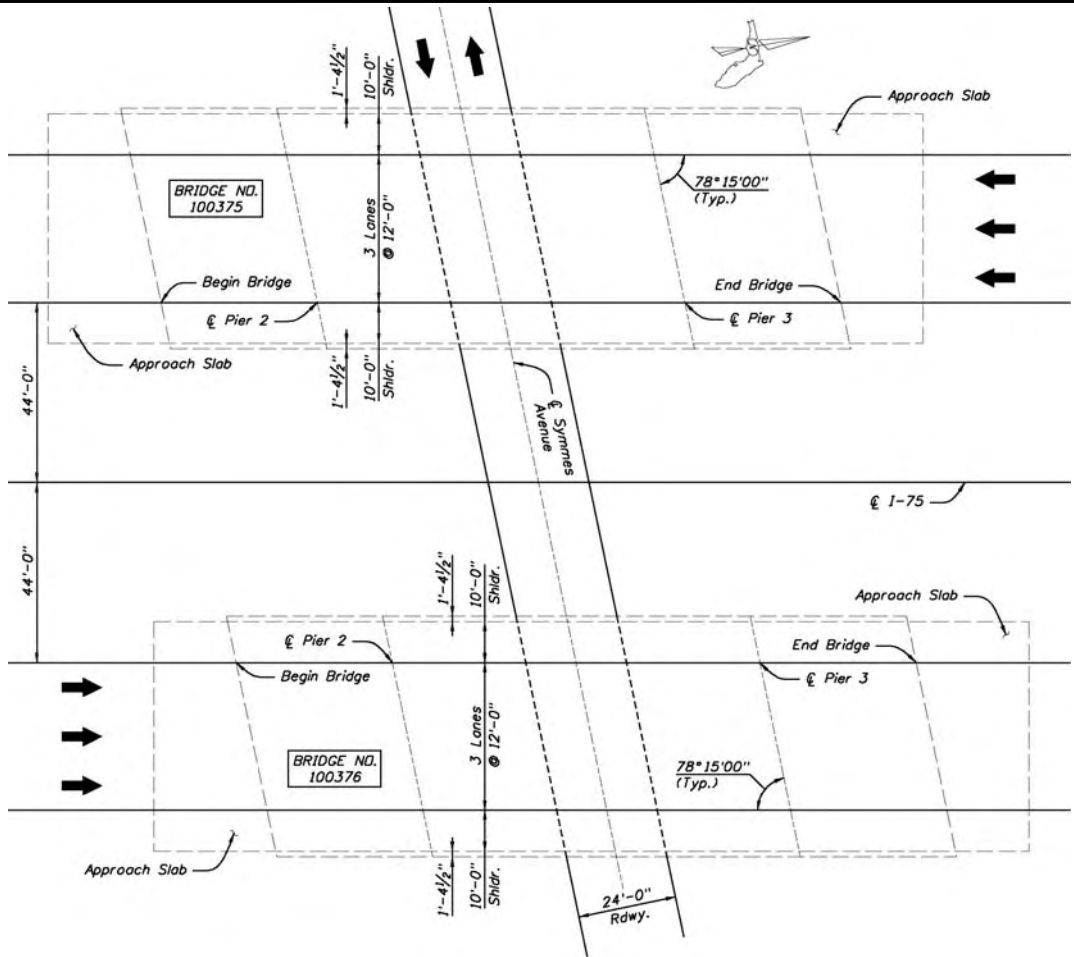 1'-4½"
10'-0"
Shldr.
Approach Slab
BRIDGE NO.
100375
3 Lanes
@ 12'-0"
78°15'00"
(Typ.)
Begin Bridge
End Bridge
℄ Pier 2
℄ Pier 3
Approach Slab
1'-4½"
10'-0"
Shldr.
44'-0"
℄ Symmes
Avenue
℄ I-75
44'-0"
1'-4½"
10'-0"
Shldr.
Approach Slab
℄ Pier 2
End Bridge
Begin Bridge
℄ Pier 3
3 Lanes
@ 12'-0"
BRIDGE NO.
100376
78°15'00"
(Typ.)
Approach Slab
1'-4½"
10'-0"
Shldr.
24'-0"
Rdwy.